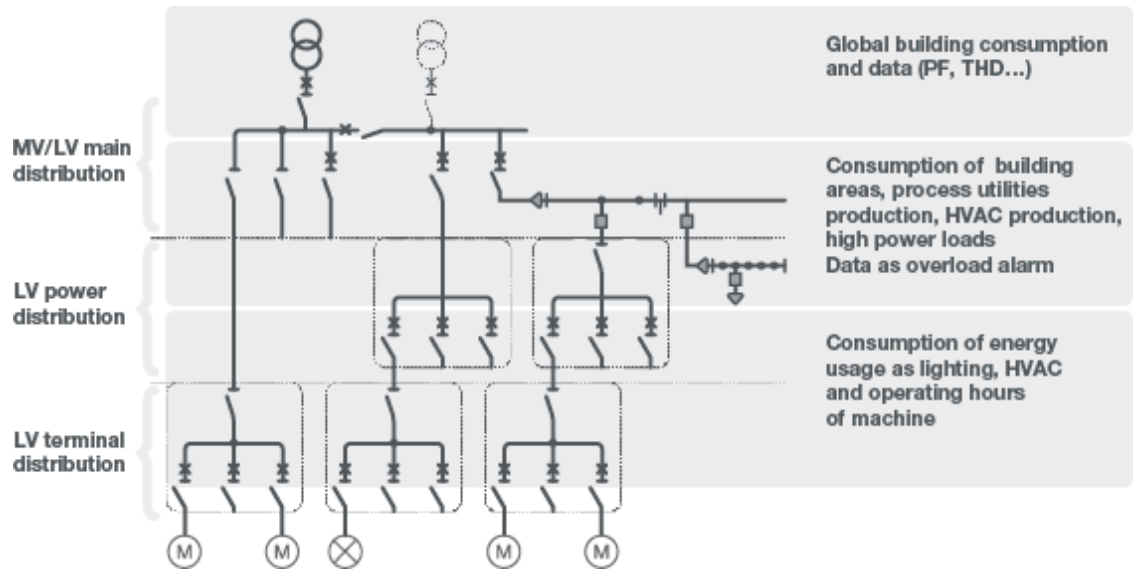 Global building consumption
and data (PF, THD...)
MV/LV main
distribution
Consumption of building
areas, process utilities
production, HVAC production,
high power loads
Data as overload alarm
LV power
distribution
Consumption of energy
usage as lighting, HVAC
and operating hours
of machine
LV terminal
distribution
M
M
M
M